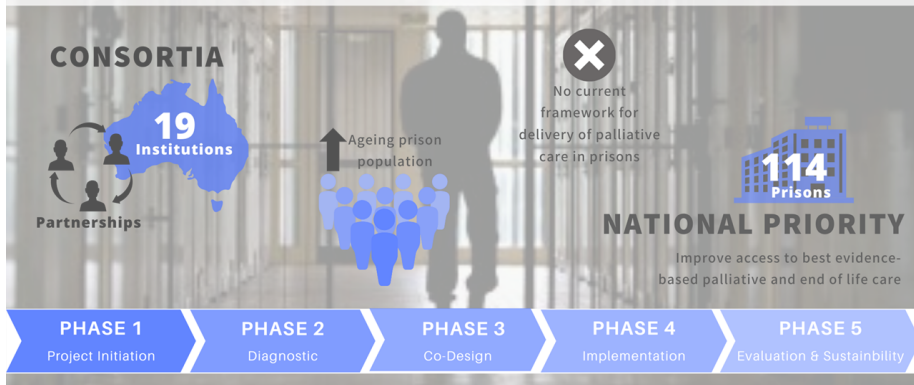 CONSORTIA
19
Institutions
Partnerships
Ageing prison
population
No current
framework for
delivery of palliative
care in prisons
114
Prisons
NATIONAL PRIORITY
Improve access to best evidence-
based palliative and end of life care
PHASE 1
Project Initiation
PHASE 2
Diagnostic
PHASE 3
Co-Design
PHASE 4
Implementation
PHASE 5
Evaluation & Sustainbility